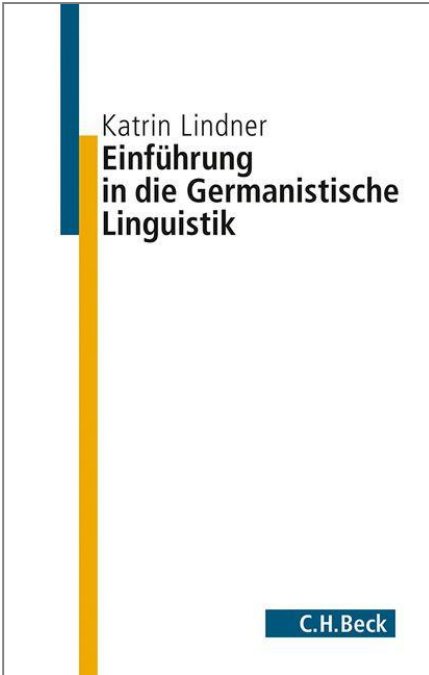 Katrin Lindner
Einführung
in die Germanistische
Linguistik
C.H.Beck